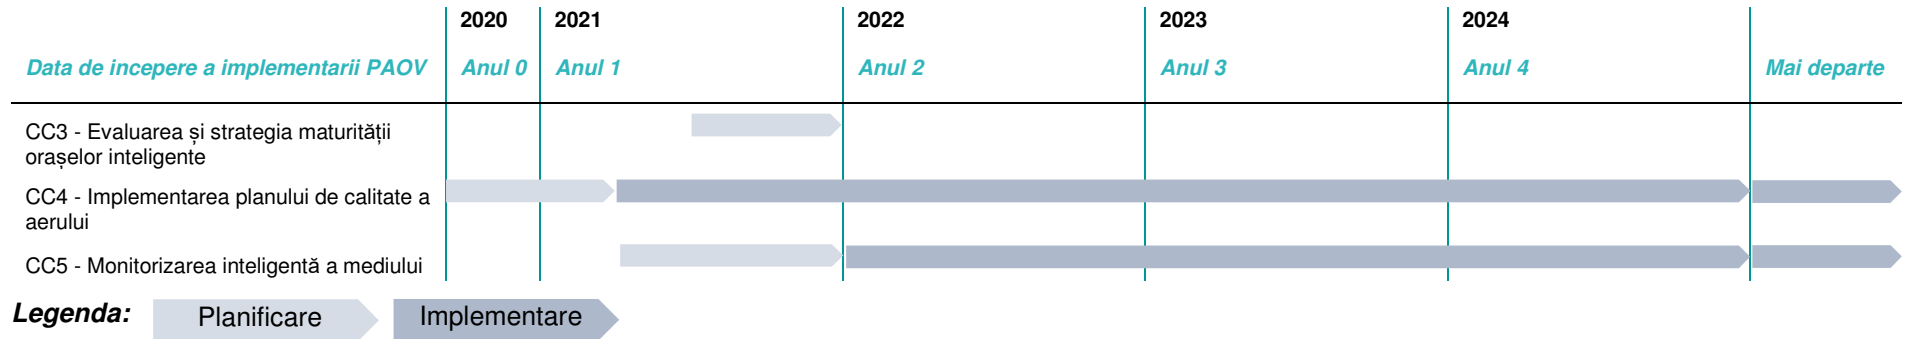 2020 2021 2022 2023 2024
Data de incepere a implementarii PAOV Anul 0 Anul 1 Anul 2 Anul 3 Anul 4 Mai departe
CC3 - Evaluarea și strategia maturității
orașelor inteligente
CC4 - Implementarea planului de calitate a
aerului
CC5 - Monitorizarea inteligentă a mediului
Legenda: Planificare Implementare